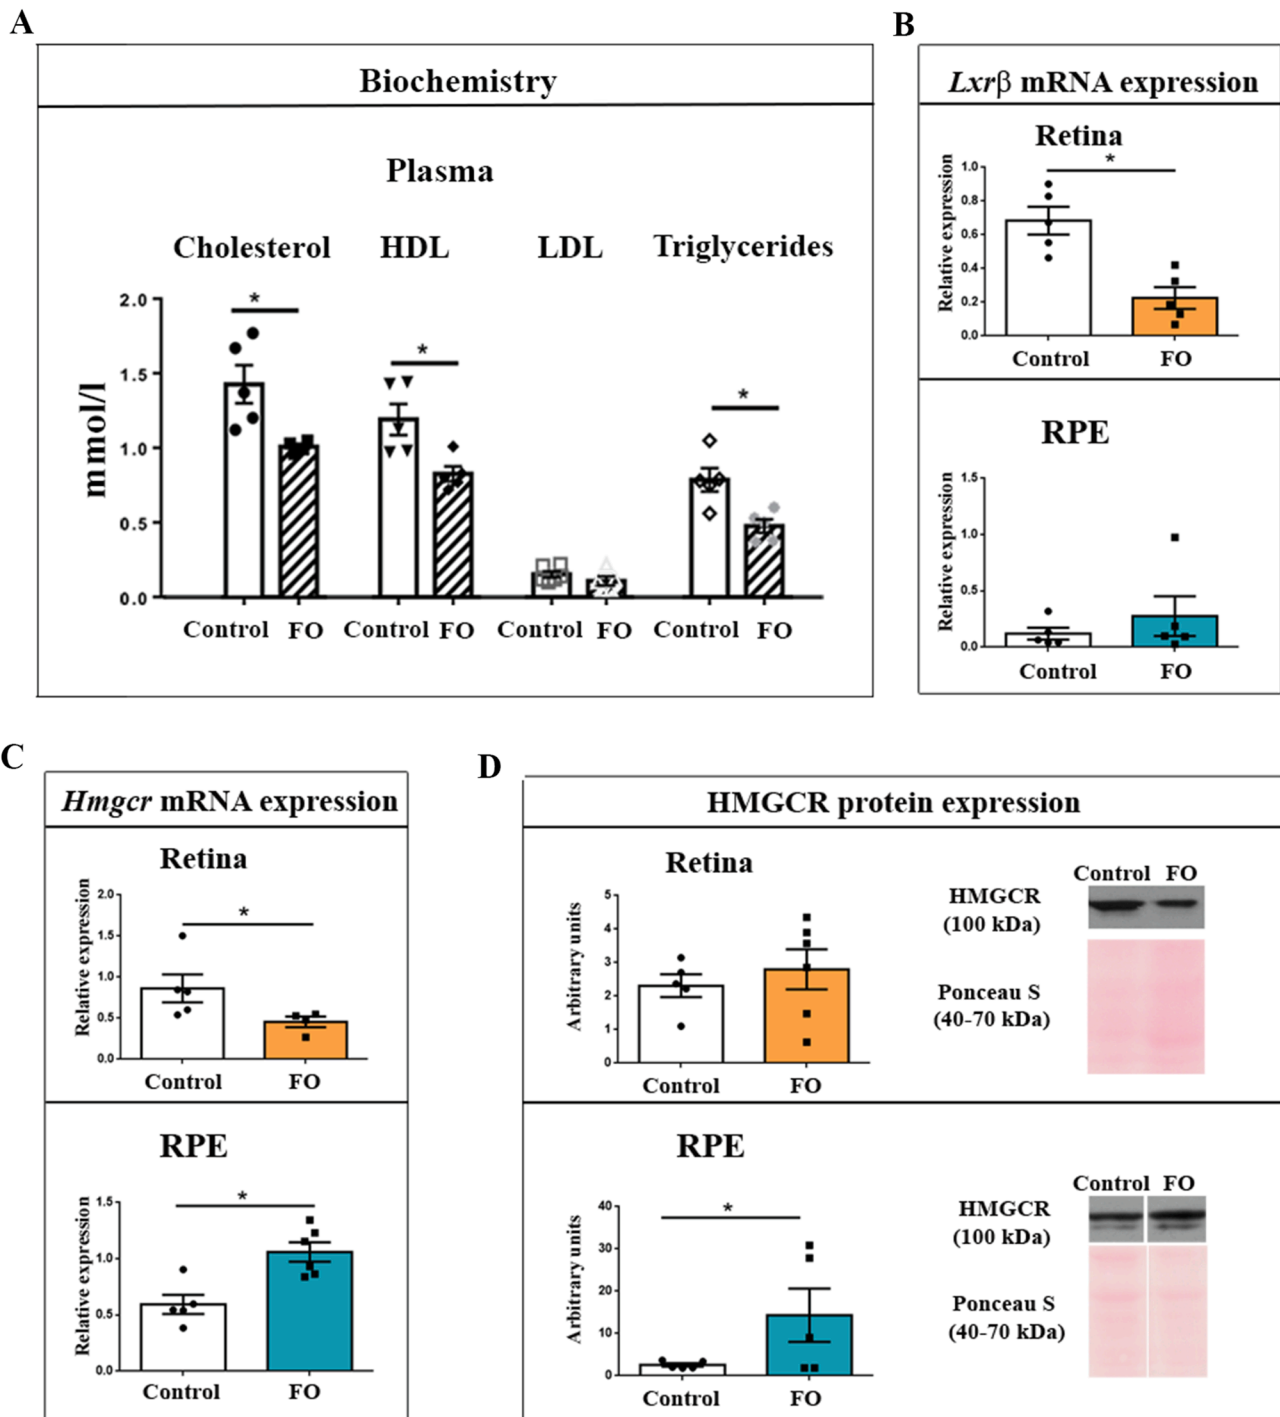 A
Biochemistry
Plasma
Cholesterol HDL LDL Triglycerides
*
*
*
mmol/l
2.0
1.5
1.0
0.5
0.0
Control FO Control FO Control FO Control FO
B
Lxrβ mRNA expression
Retina
*
Relative expression
1.0
0.8
0.6
0.4
0.2
0.0
Control FO
RPE
Relative expression
1.5
1.0
0.5
0.0
Control FO
C
Hmgcr mRNA expression
Retina
*
Relative expression
2.0
1.5
1.0
0.5
0.0
Control FO
RPE
*
Relative expression
1.5
1.0
0.5
0.0
Control FO
D
HMGCR protein expression
Retina
Arbitrary units
5
4
3
2
1
0
Control FO
Control FO
HMGCR
(100 kDa)
Ponceau S
(40-70 kDa)
RPE
*
Arbitrary units
40
30
20
10
0
Control FO
Control FO
HMGCR
(100 kDa)
Ponceau S
(40-70 kDa)